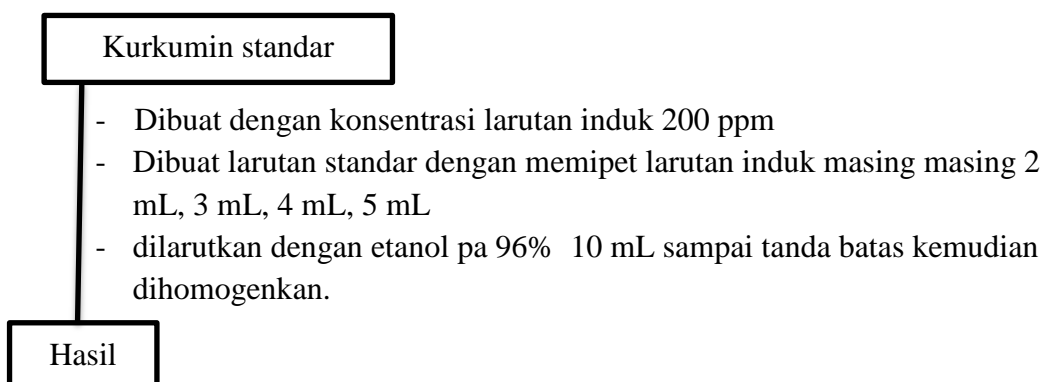 Kurkumin standar
- Dibuat dengan konsentrasi larutan induk 200 ppm
- Dibuat larutan standar dengan memipet larutan induk masing masing 2
mL, 3 mL, 4 mL, 5 mL
- dilarutkan dengan etanol pa 96% 10 mL sampai tanda batas kemudian
dihomogenkan.
Hasil